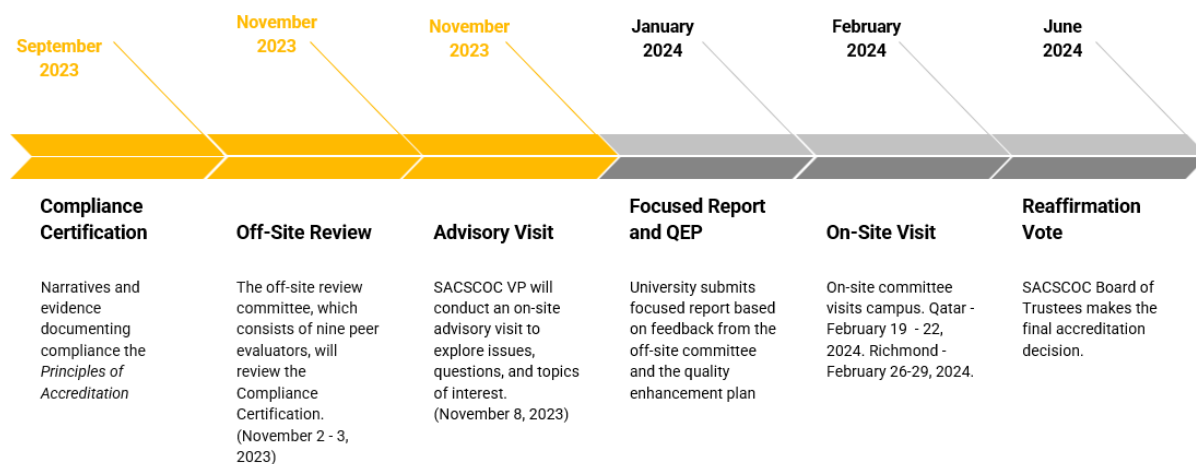 September
2023
November
2023
November
2023
January
2024
February
2024
June
2024
Compliance
Certification
Narratives and
evidence
documenting
compliance the
Principles of
Accreditation
Off-Site Review
The off-site review
committee, which
consists of nine peer
evaluators, will
review the
Compliance
Certification.
(November 2 - 3,
2023)
Advisory Visit
SACSCOC VP will
conduct an on-site
advisory visit to
explore issues,
questions, and topics
of interest.
(November 8, 2023)
Focused Report
and QEP
University submits
focused report based
on feedback from the
off-site committee
and the quality
enhancement plan
On-Site Visit
On-site committee
visits campus. Qatar -
February 19 - 22,
2024. Richmond -
February 26-29, 2024.
Reaffirmation
Vote
SACSCOC Board of
Trustees makes the
final accreditation
decision.